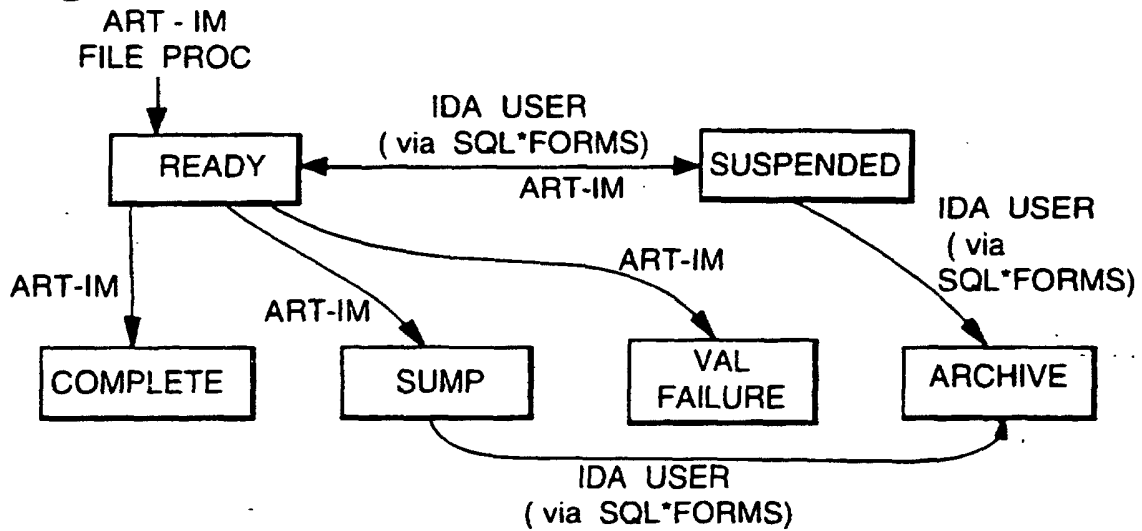 ART - IM
FILE PROC
IDA USER
( via SQL*FORMS)
READY
SUSPENDED
ART-IM
IDA USER
( via
SQL*FORMS)
ART-IM
ART-IM
ART-IM
COMPLETE
SUMP
VAL
FAILURE
ARCHIVE
IDA USER
( via SQL*FORMS)